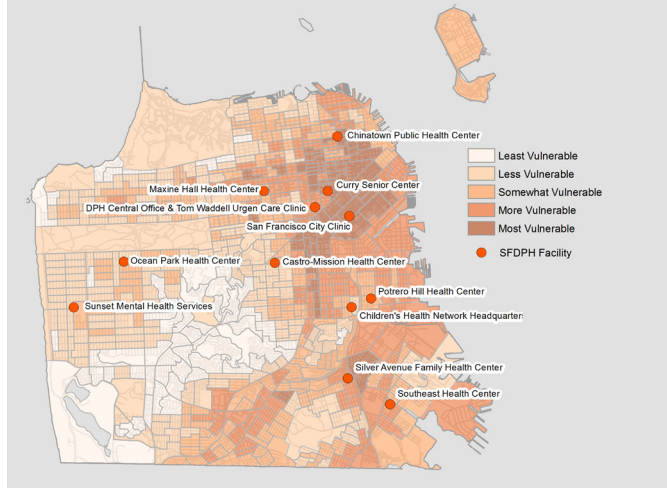 Chinatown Public Health Center
Least Vulnerable
Less Vulnerable
Maxine Hall Health Center
Curry Senior Center
Somewhat Vulnerable
DPH Central Office & Tom Waddell Urgen Care Clinic
More Vulnerable
San Francisco City Clinic
Most Vulnerable
SFDPH Facility
Ocean Park Health Center
Castro-Mission Health Center
Potrero Hill Health Center
Sunset Mental Health Services
Children's Health Network Headquarters
Silver Avenue Family Health Center
Southeast Health Center